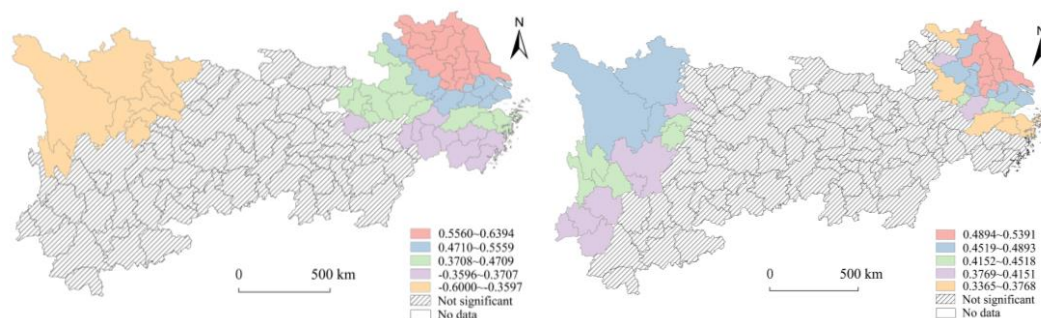 N
0.5560~0.6394
0.4710~0.5559
0.3708~0.4709
-0.3596~0.3707
-0.6000~-0.3597
Not significant
No data
0 500 km
N
0.4894~0.5391
0.4519~0.4893
0.4152~0.4518
0.3769~0.4151
0.3365~0.3768
Not significant
No data
0 500 km